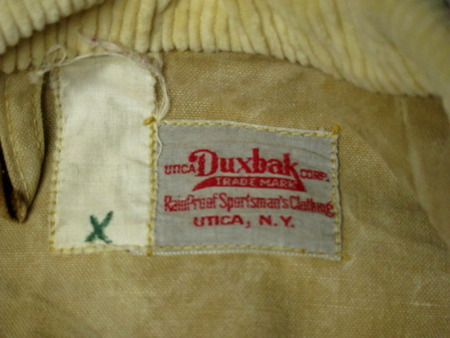 X
UTICA Duxbak CORP.
TRADE MARK
RainProof Sportsman's Clothing
UTICA, N.Y.